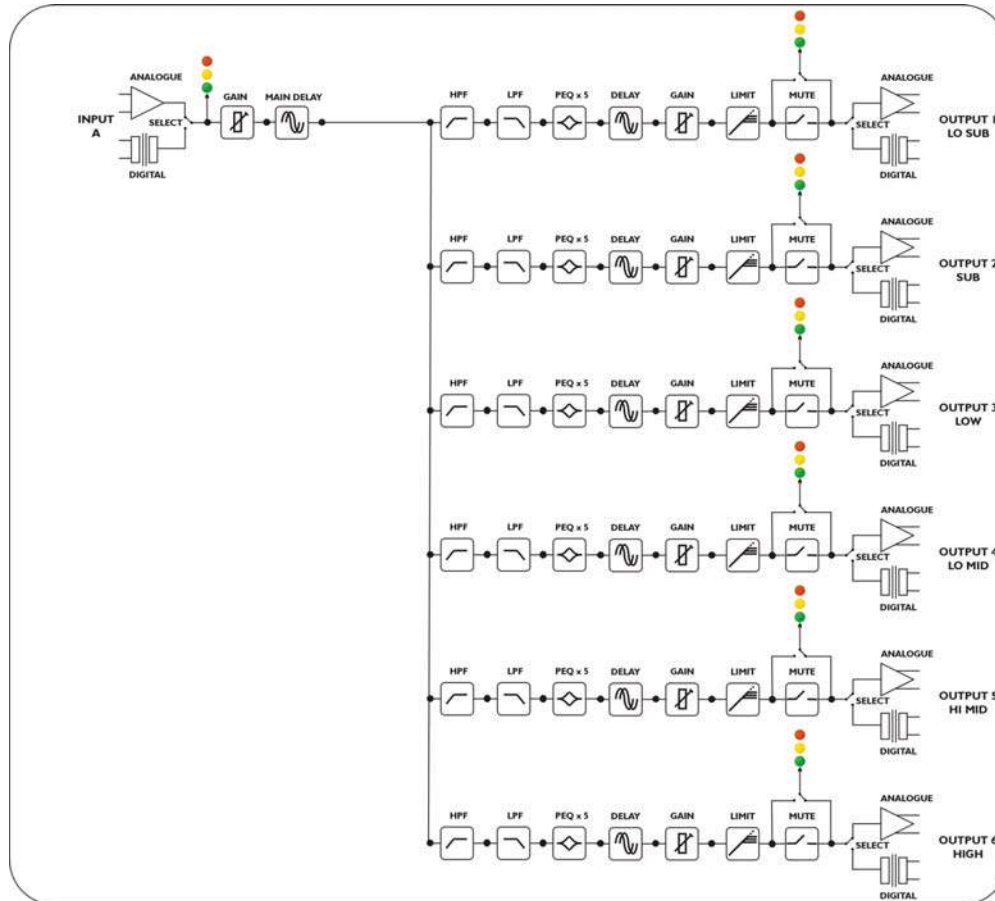 ANALOGUE
INPUT A
SELECT
GAIN
MAIN DELAY
DIGITAL
HPF
LPF
PEQ x 5
DELAY
GAIN
LIMIT
MUTE
ANALOGUE
SELECT
DIGITAL
OUTPUT 1
LO SUB
HPF
LPF
PEQ x 5
DELAY
GAIN
LIMIT
MUTE
ANALOGUE
SELECT
DIGITAL
OUTPUT 2
SUB
HPF
LPF
PEQ x 5
DELAY
GAIN
LIMIT
MUTE
ANALOGUE
SELECT
DIGITAL
OUTPUT 3
LOW
HPF
LPF
PEQ x 5
DELAY
GAIN
LIMIT
MUTE
ANALOGUE
SELECT
DIGITAL
OUTPUT 4
LO MID
HPF
LPF
PEQ x 5
DELAY
GAIN
LIMIT
MUTE
ANALOGUE
SELECT
DIGITAL
OUTPUT 5
HI MID
HPF
LPF
PEQ x 5
DELAY
GAIN
LIMIT
MUTE
ANALOGUE
SELECT
DIGITAL
OUTPUT 6
HIGH